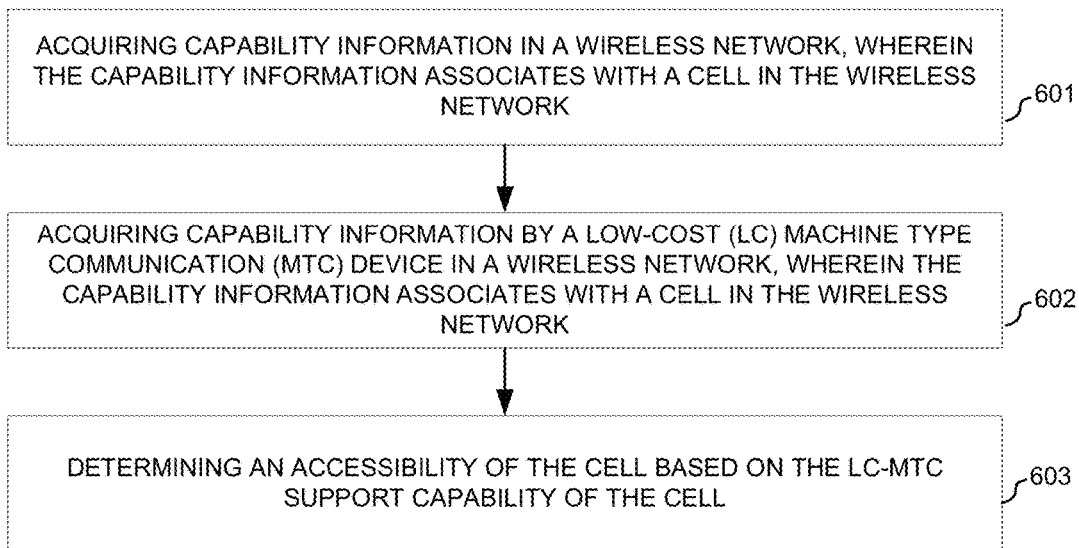 ACQUIRING CAPABILITY INFORMATION IN A WIRELESS NETWORK, WHEREIN
THE CAPABILITY INFORMATION ASSOCIATES WITH A CELL IN THE WIRELESS
NETWORK
601
ACQUIRING CAPABILITY INFORMATION BY A LOW-COST (LC) MACHINE TYPE
COMMUNICATION (MTC) DEVICE IN A WIRELESS NETWORK, WHEREIN THE
CAPABILITY INFORMATION ASSOCIATES WITH A CELL IN THE WIRELESS
NETWORK
602
DETERMINING AN ACCESSIBILITY OF THE CELL BASED ON THE LC-MTC
SUPPORT CAPABILITY OF THE CELL
603